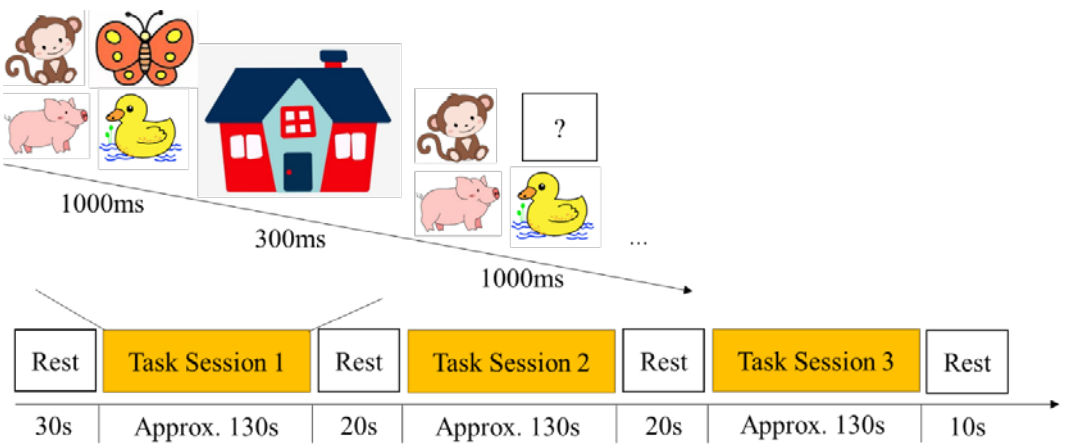 ?
1000ms
300ms
...
1000ms
Rest Task Session 1 Rest Task Session 2 Rest Task Session 3 Rest
30s Approx. 130s 20s Approx. 130s 20s Approx. 130s 10s